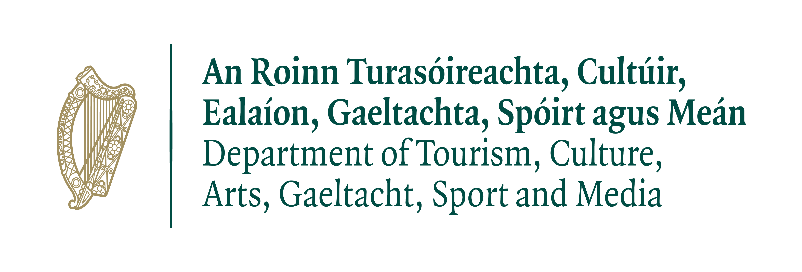 An Roinn Turasóireachta, Cultúir,
Ealaíon, Gaeltachta, Spóirt agus Meán
Department of Tourism, Culture,
Arts, Gaeltacht, Sport and Media